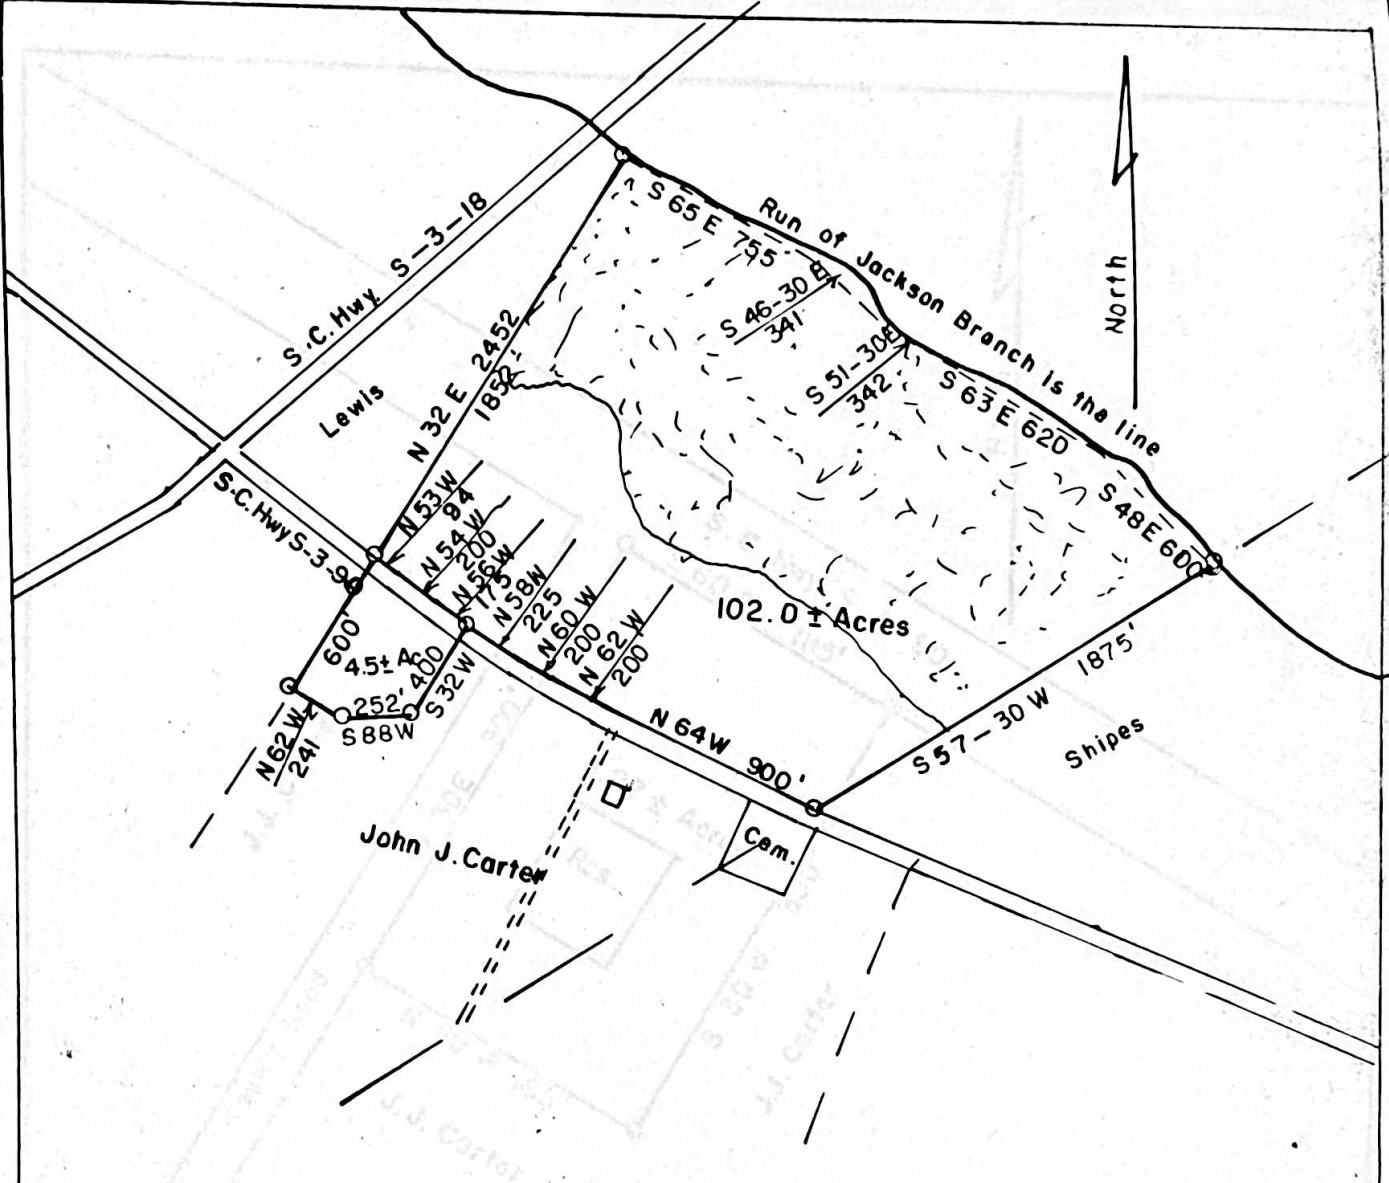 S.C. Hwy. S-3-18
S 65 E 755
Run of Jackson Branch is the line
North
S 46-30 E
341
S 51-30 E
342
S 63 E 620
S 48 E 600
N 32 E 2452
1852
Lewis
S.C. Hwy S-3-9
N 53 W
94
N 54 W
200
N 56 W
175
N 58 W
225
N 60 W
200
N 62 W
200
102.0 ± Acres
1875'
S 57-30 W
Shipes
600'
4.5± Ac
400
S 32 W
252'
S 88 W
N 62 W
241
N 64 W 900'
Cem.
John J. Carter
J. J. Carter